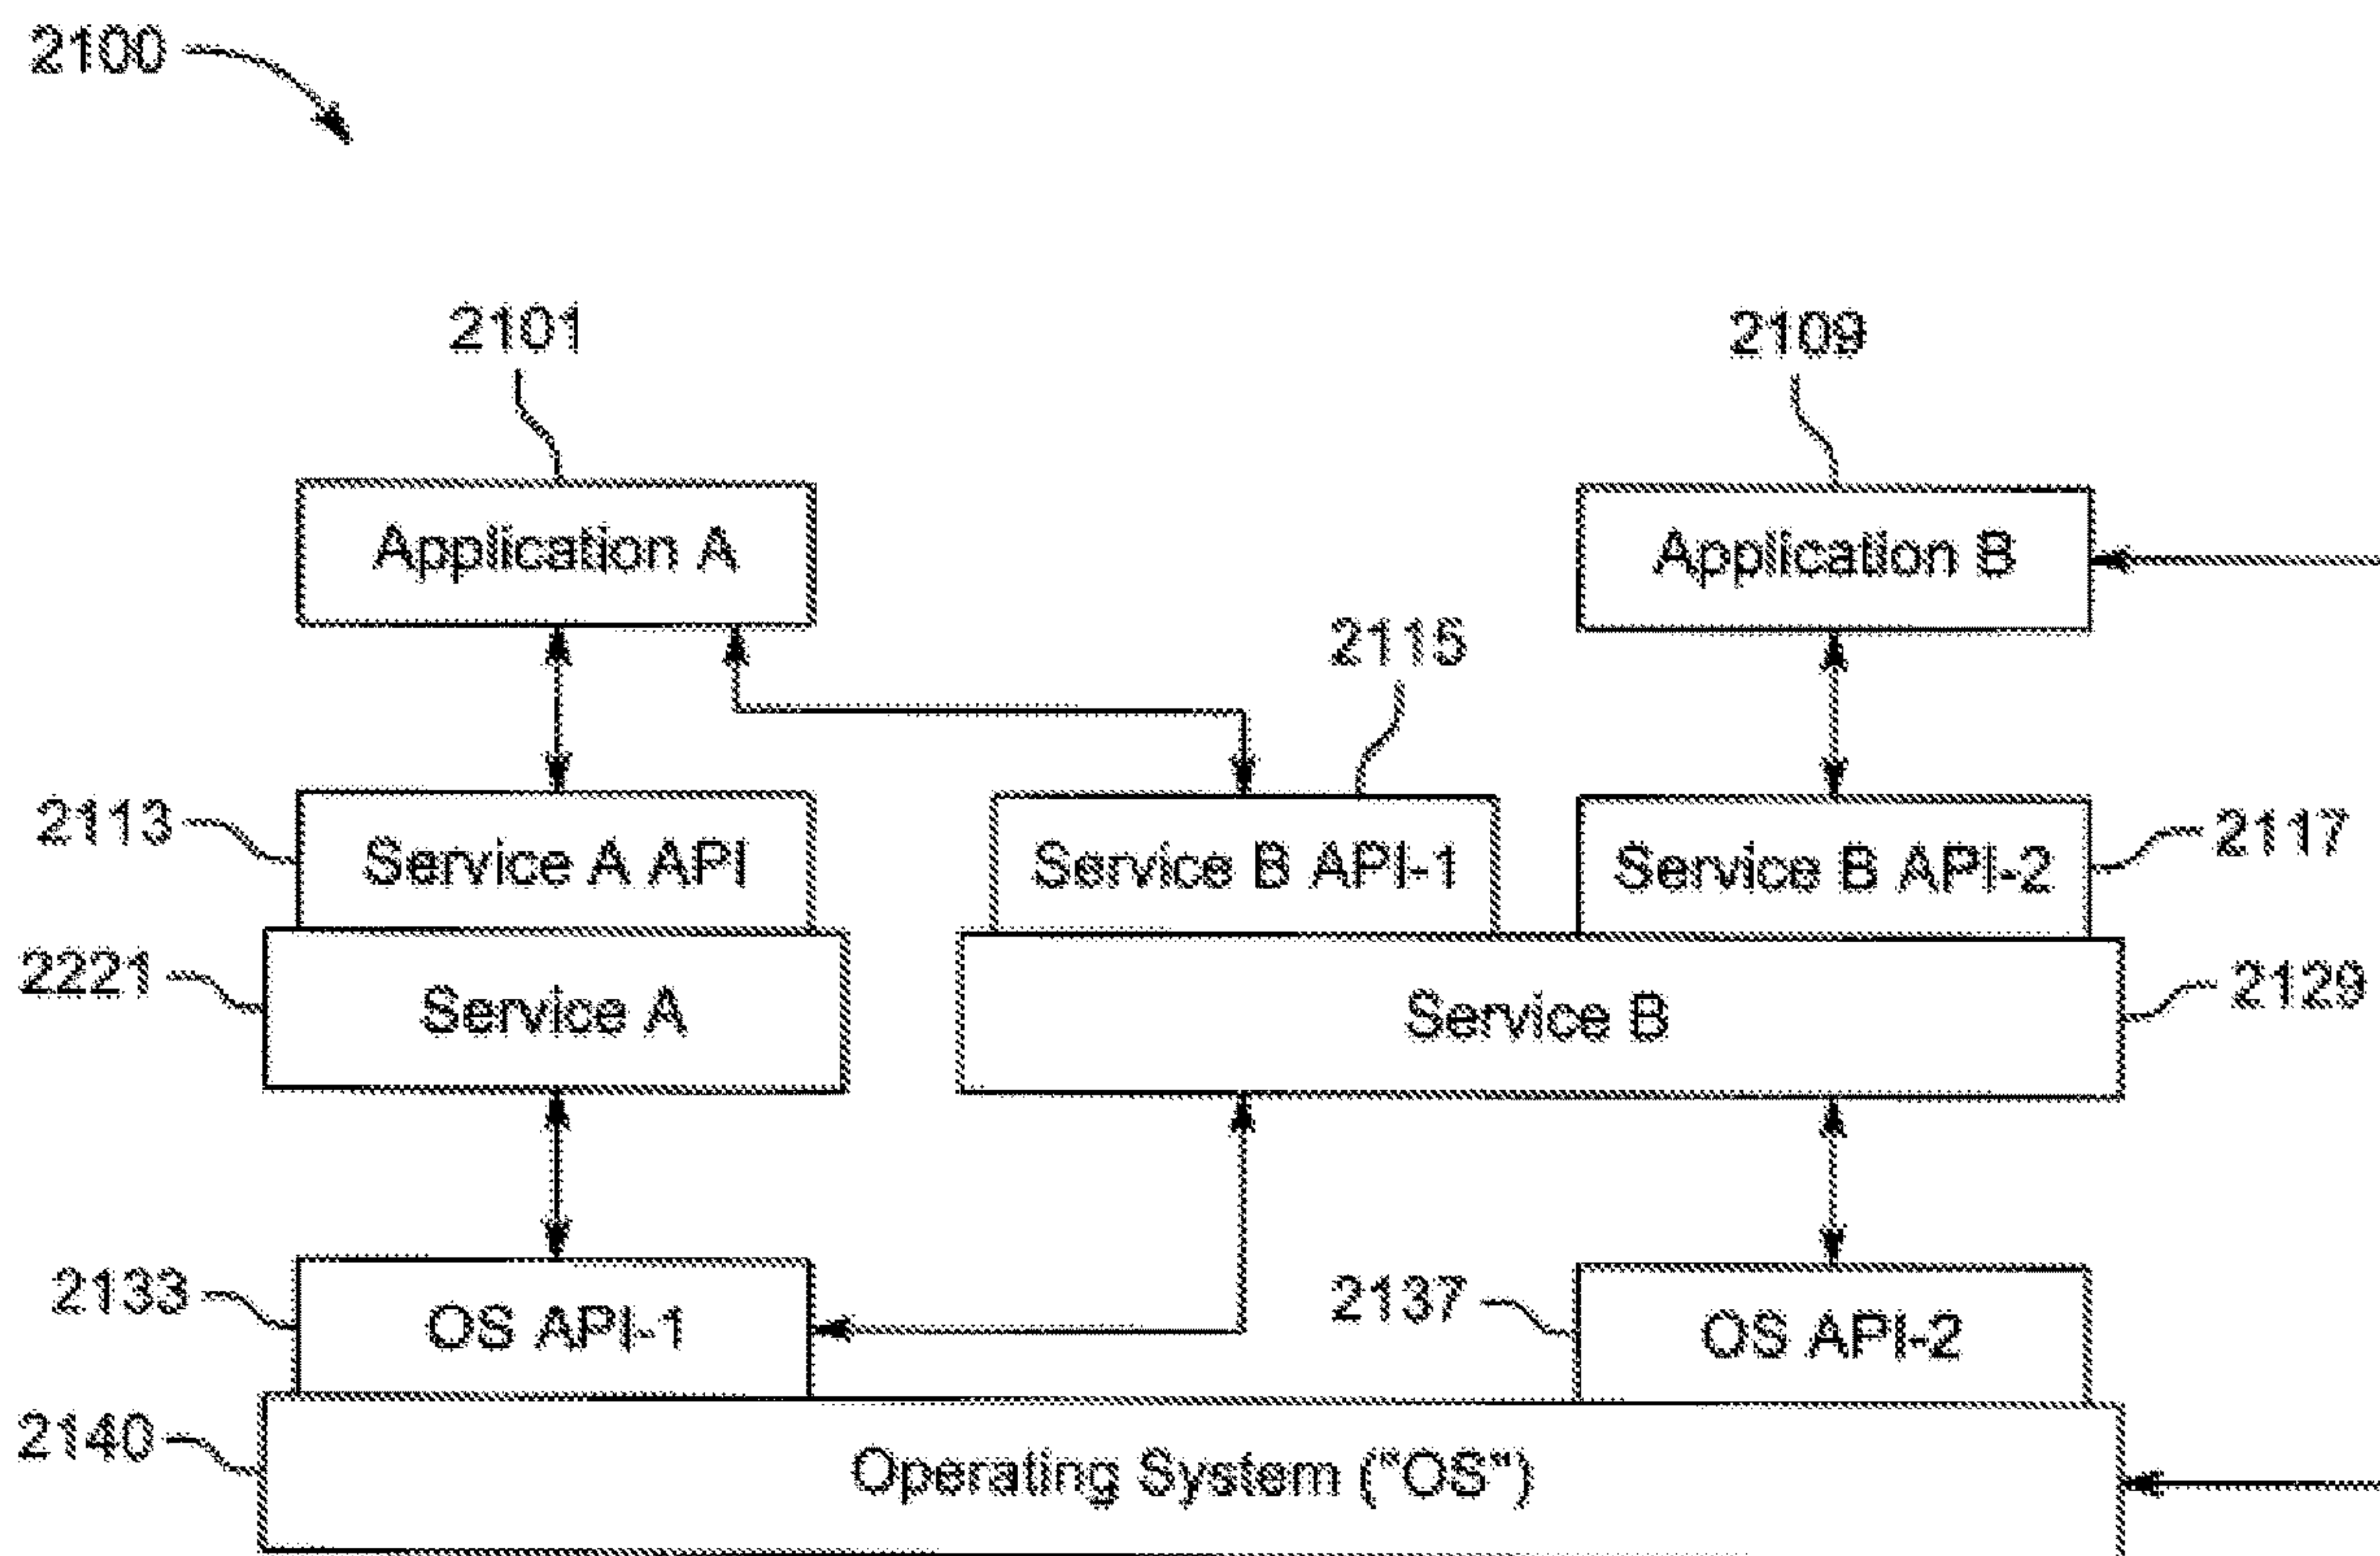 2100
2101
2109
Application A
Application B
2115
2113
Service A API
Service B API-1
Service B API-2
2117
2221
Service A
Service B
2129
2133
OS API-1
2137
OS API-2
2140
Operating System ("OS")